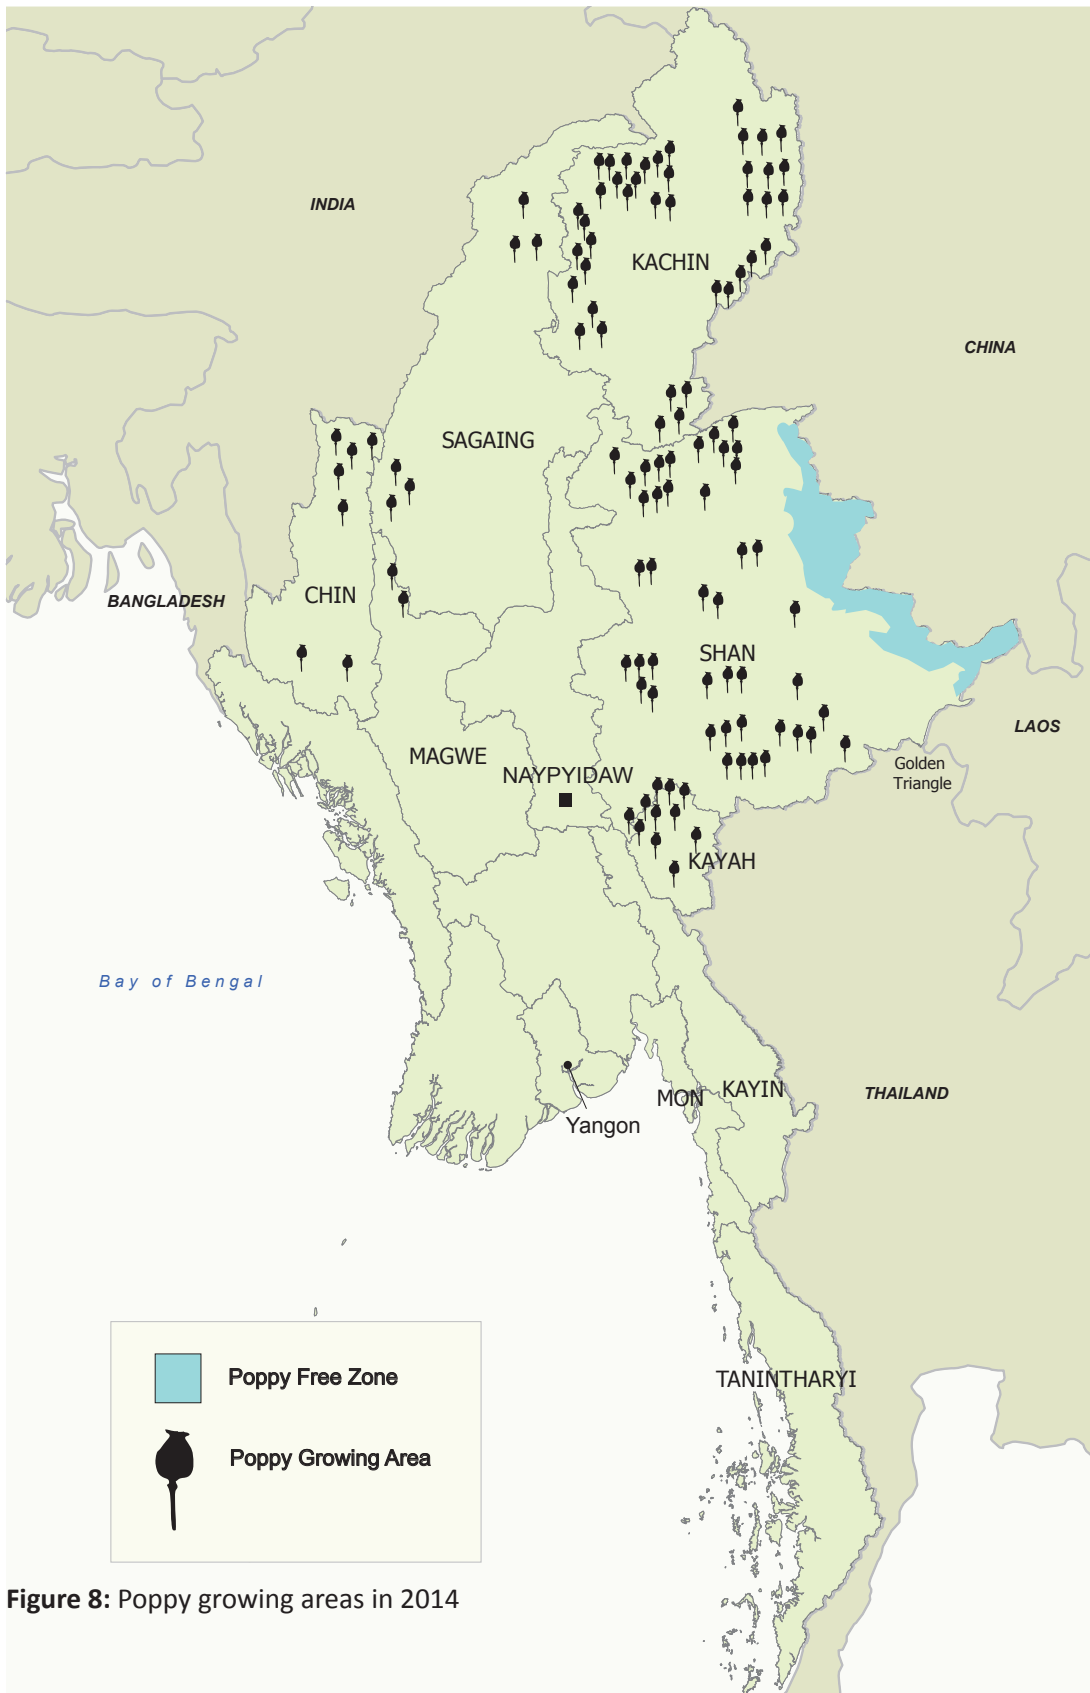 INDIA
KACHIN
CHINA
SAGAING
CHIN
BANGLADESH
SHAN
LAOS
MAGWE
NAYPYIDAW
Golden
Triangle
KAYAH
Bay of Bengal
KAYIN
MON
THAILAND
Yangon
TANINTHARYI
Poppy Free Zone
Poppy Growing Area
Figure 8: Poppy growing areas in 2014